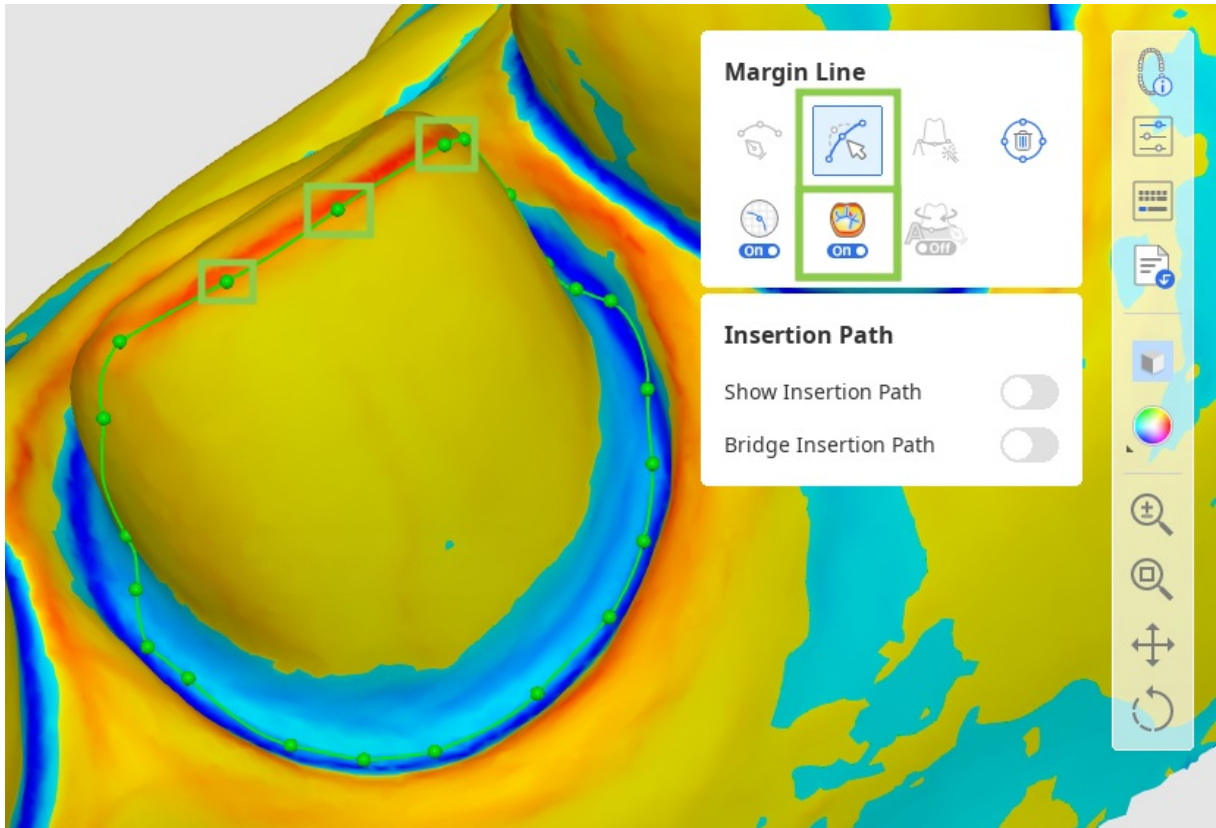 Margin Line
A
On
On
Off
Insertion Path
Show Insertion Path
Bridge Insertion Path